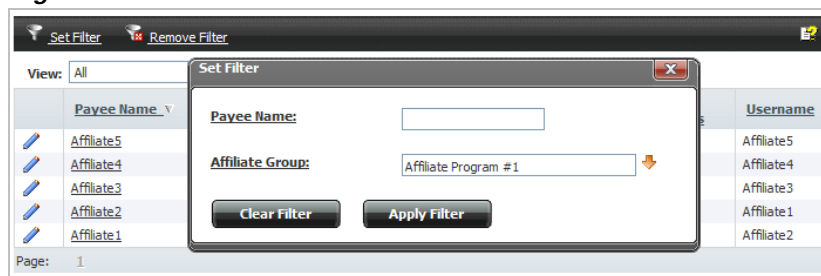 Set Filter Remove Filter
View: All
Set Filter
Payee Name Username
Payee Name:
Affiliate5 Affiliate5
Affiliate4 Affiliate4
Affiliate Group: Affiliate Program #1
Affiliate3 Affiliate3
Affiliate2 Affiliate1
Clear Filter Apply Filter
Affiliate1 Affiliate2
Page: 1